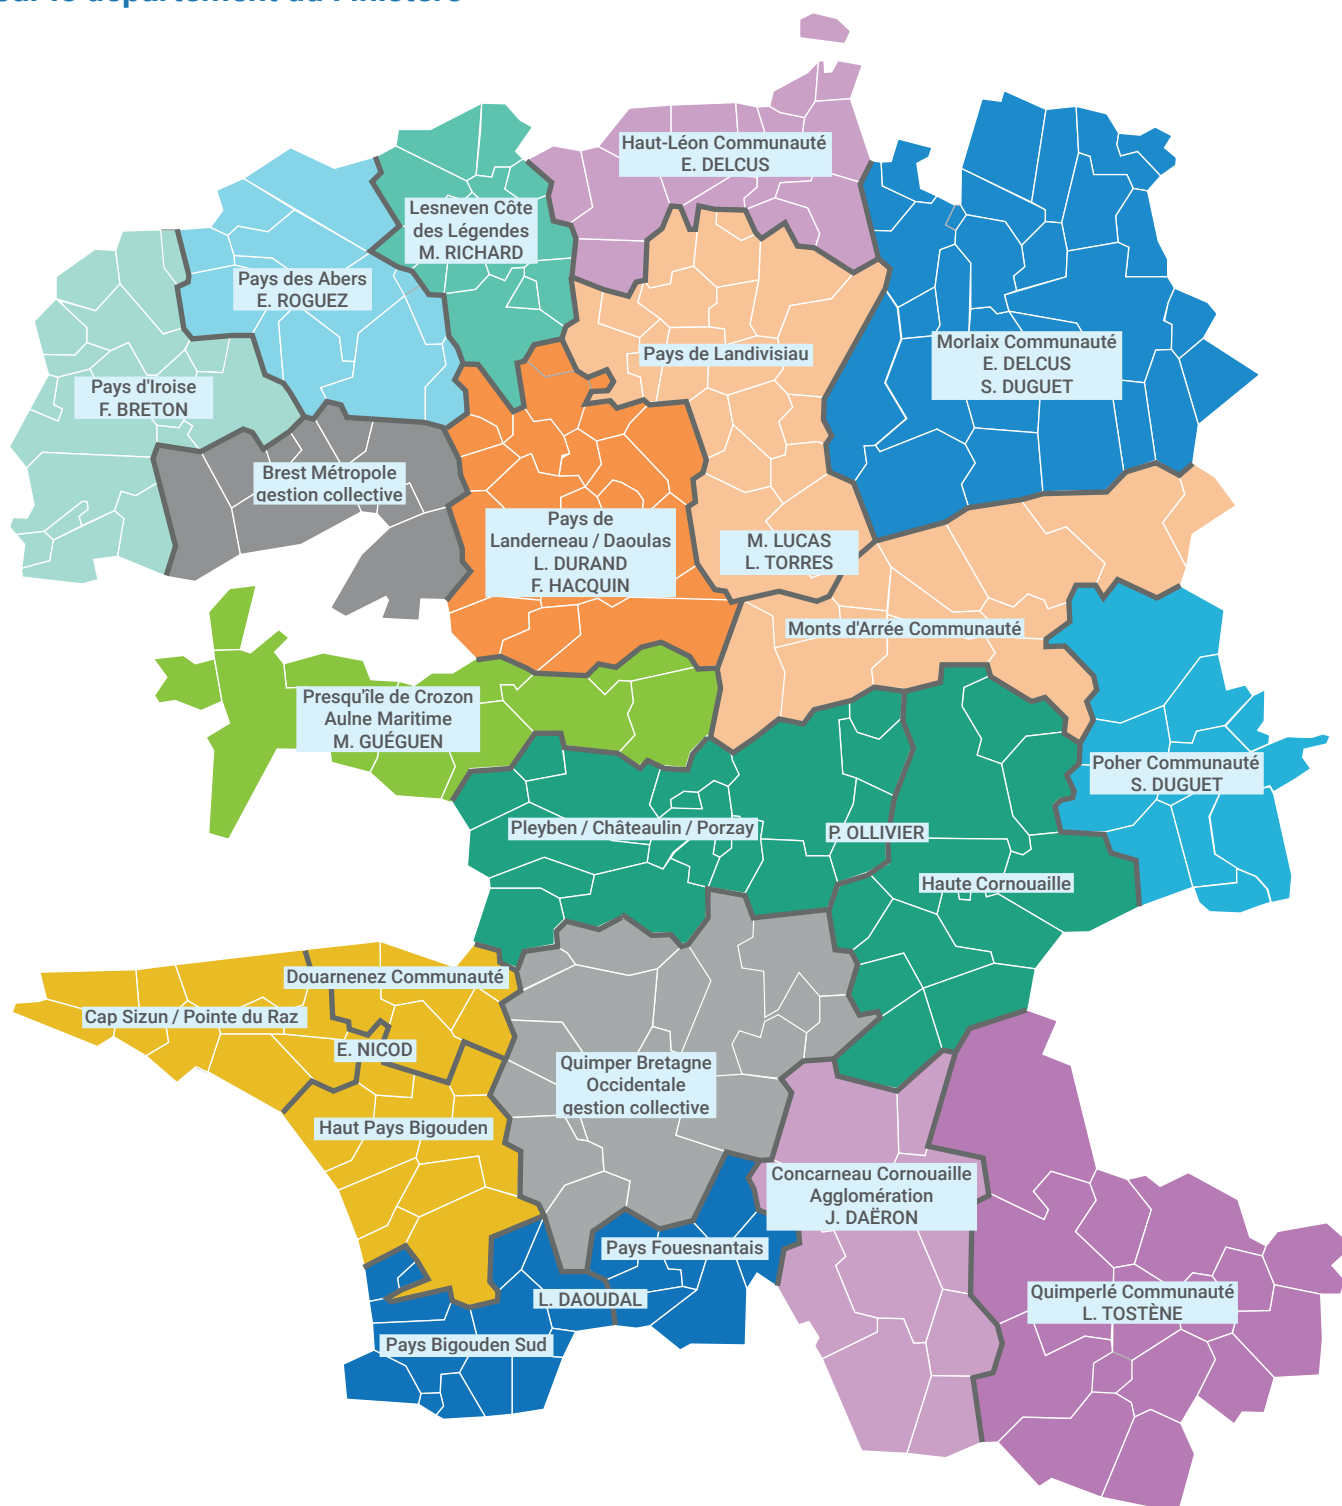 Haut-Léon Communauté
E. DELCUS
Lesneven Côte
des Légendes
M. RICHARD
Pays des Abers
E. ROGUEZ
Pays d'Iroise
F. BRETON
Pays de Landivisiau
Morlaix Communauté
E. DELCUS
S. DUGUET
Brest Métropole
gestion collective
Pays de
Landerneau / Daoulas
L. DURAND
F. HACQUIN
M. LUCAS
L. TORRES
Monts d'Arrée Communauté
Presqu'île de Crozon
Aulne Maritime
M. GUÉGUEN
Poher Communauté
S. DUGUET
Pleyben / Châteaulin / Porzay
P. OLLIVIER
Haute Cornouaille
Douarnenez Communauté
Cap Sizun / Pointe du Raz
E. NICOD
Quimper Bretagne
Occidentale
gestion collective
Haut Pays Bigouden
Concarneau Cornouaille
Agglomération
J. DAËRON
Pays Fouesnantais
L. DAOUDAL
Quimperlé Communauté
L. TOSTÈNE
Pays Bigouden Sud